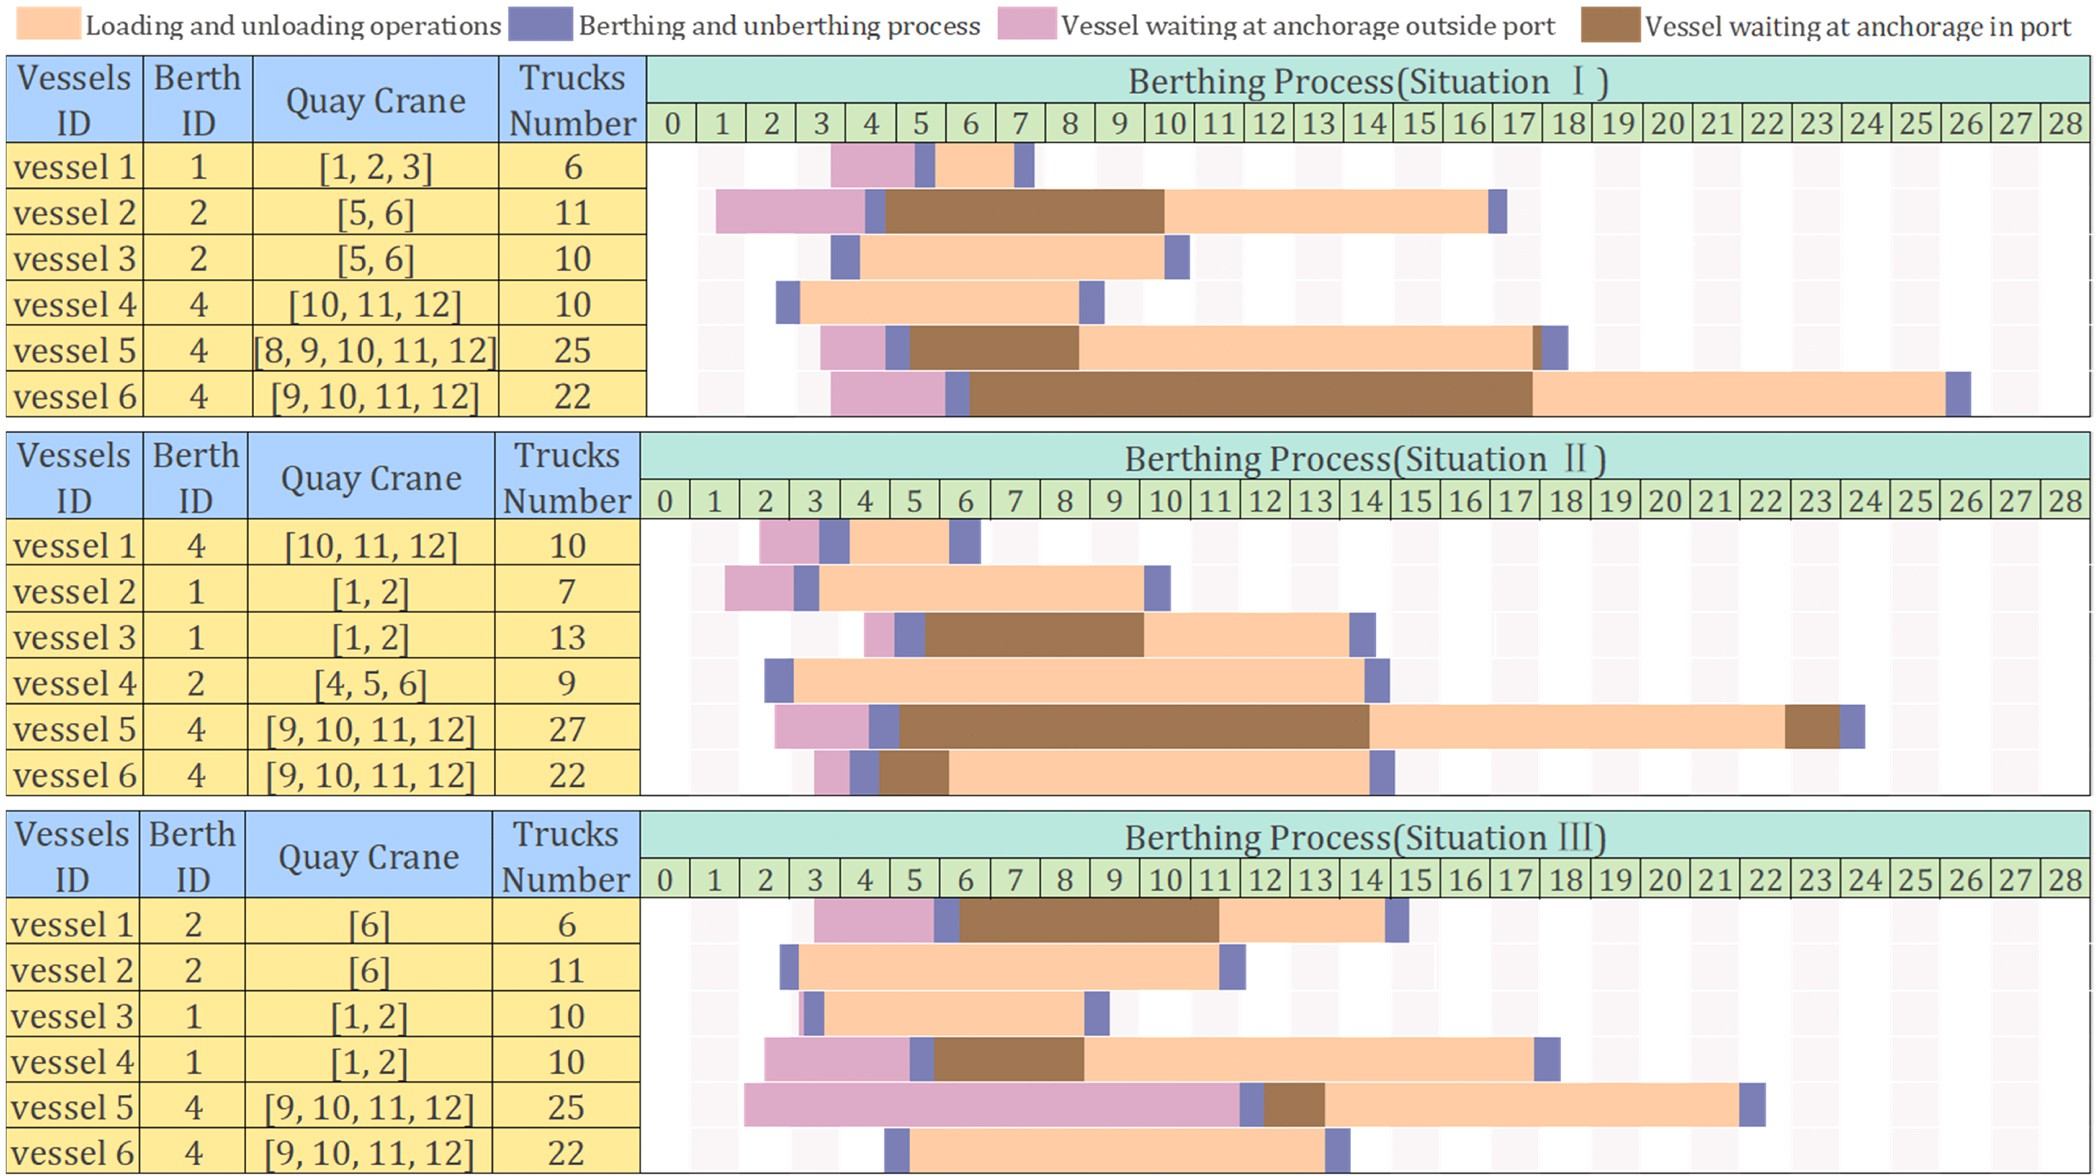 Loading and unloading operations Berthing and unberthing process Vessel waiting at anchorage outside port Vessel waiting at anchorage in port
Vessels ID Berth ID Quay Crane Trucks Number Berthing Process(Situation Ⅰ)
0 1 2 3 4 5 6 7 8 9 10 11 12 13 14 15 16 17 18 19 20 21 22 23 24 25 26 27 28
vessel 1 1 [1, 2, 3] 6
vessel 2 2 [5, 6] 11
vessel 3 2 [5, 6] 10
vessel 4 4 [10, 11, 12] 10
vessel 5 4 [8, 9, 10, 11, 12] 25
vessel 6 4 [9, 10, 11, 12] 22
Vessels ID Berth ID Quay Crane Trucks Number Berthing Process(Situation Ⅱ)
0 1 2 3 4 5 6 7 8 9 10 11 12 13 14 15 16 17 18 19 20 21 22 23 24 25 26 27 28
vessel 1 4 [10, 11, 12] 10
vessel 2 1 [1, 2] 7
vessel 3 1 [1, 2] 13
vessel 4 2 [4, 5, 6] 9
vessel 5 4 [9, 10, 11, 12] 27
vessel 6 4 [9, 10, 11, 12] 22
Vessels ID Berth ID Quay Crane Trucks Number Berthing Process(Situation Ⅲ)
0 1 2 3 4 5 6 7 8 9 10 11 12 13 14 15 16 17 18 19 20 21 22 23 24 25 26 27 28
vessel 1 2 [6] 6
vessel 2 2 [6] 11
vessel 3 1 [1, 2] 10
vessel 4 1 [1, 2] 10
vessel 5 4 [9, 10, 11, 12] 25
vessel 6 4 [9, 10, 11, 12] 22